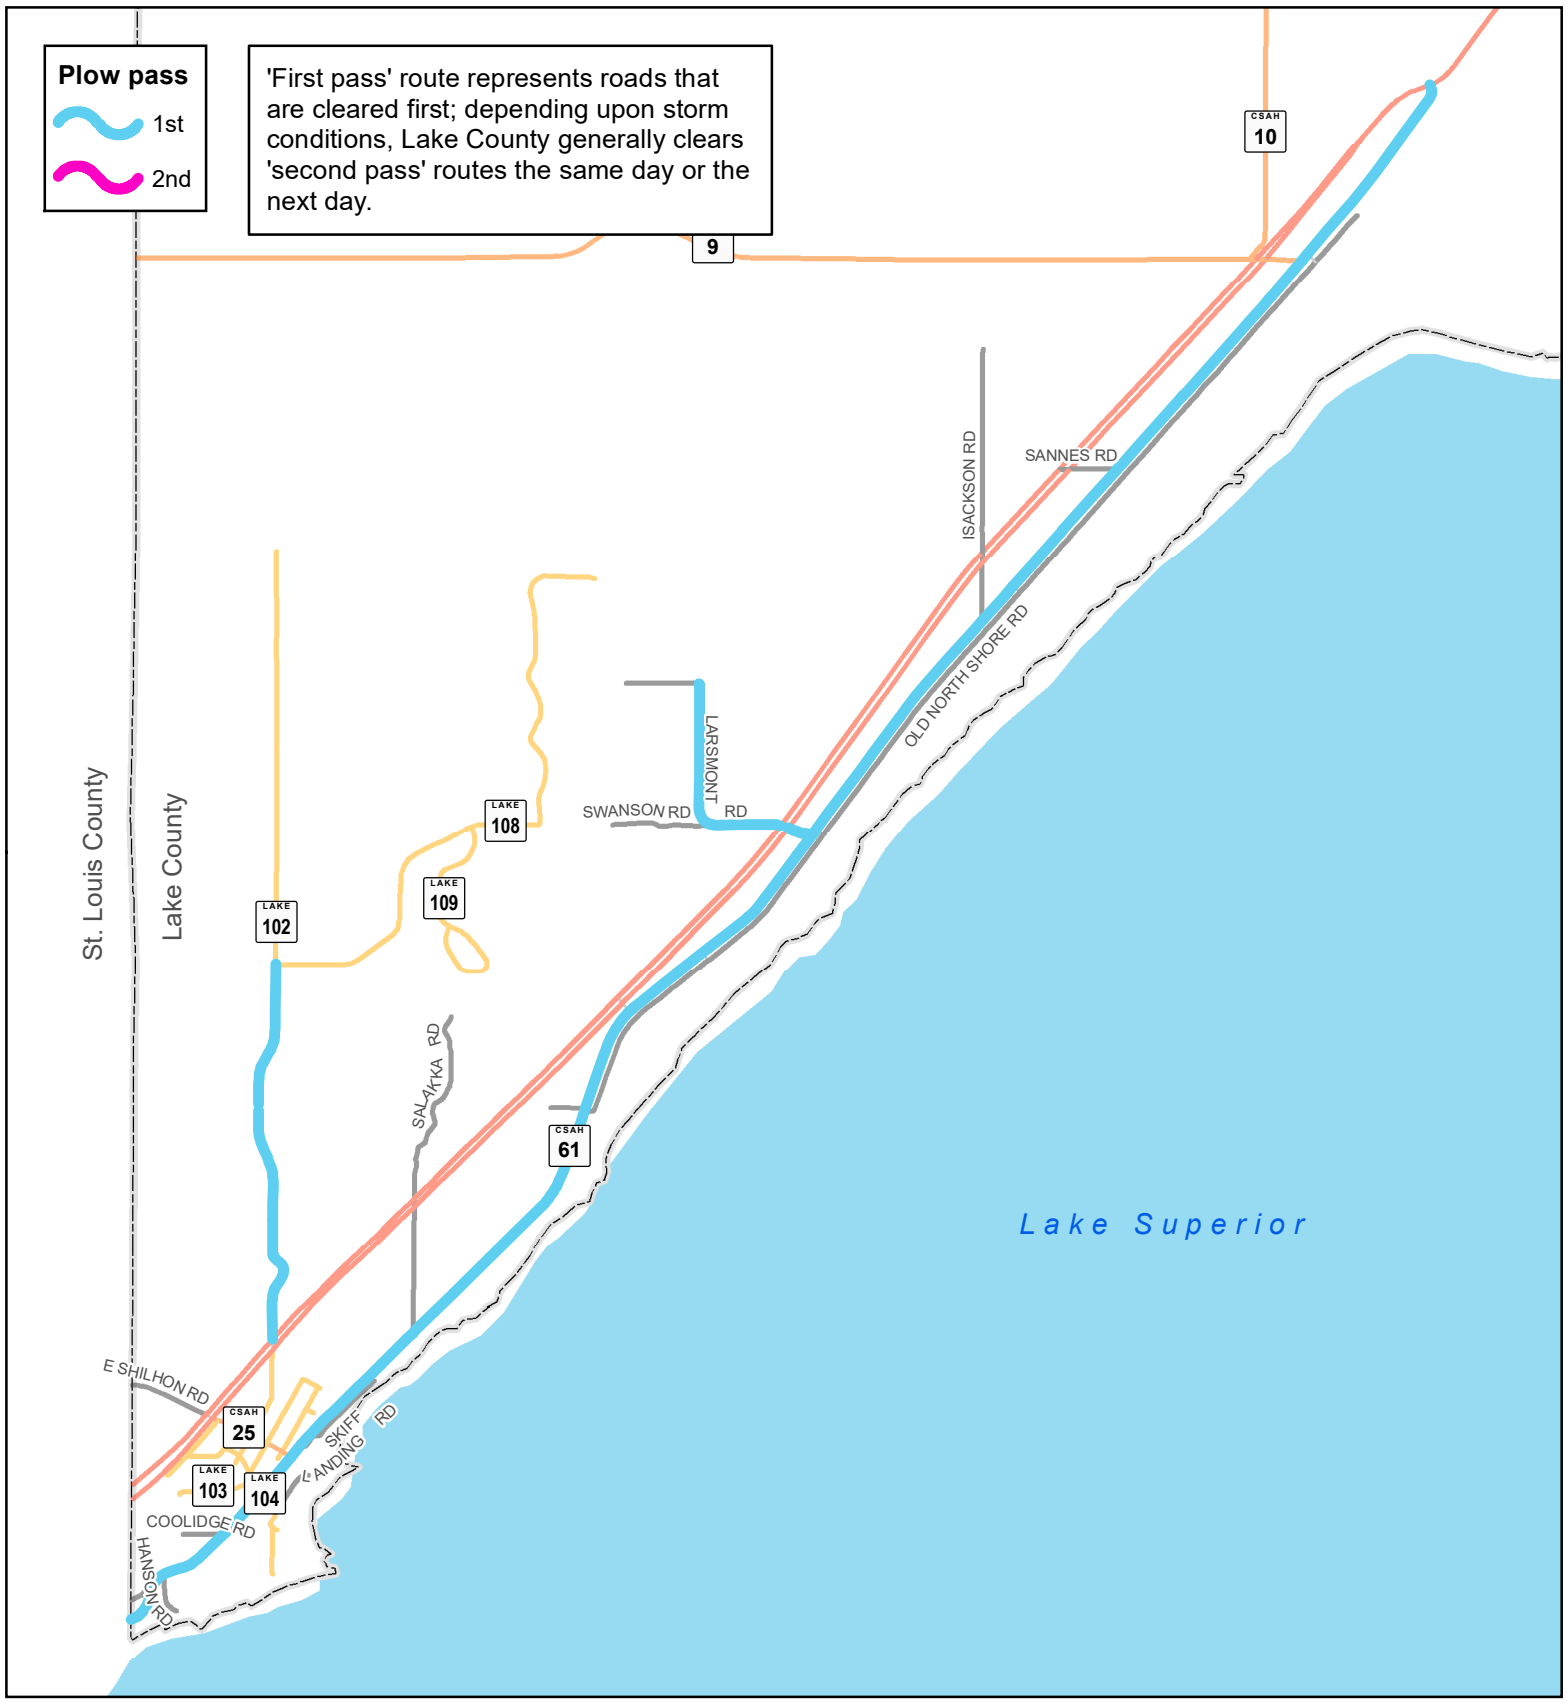 Plow pass
1st
2nd
'First pass' route represents roads that
are cleared first; depending upon storm
conditions, Lake County generally clears
'second pass' routes the same day or the
next day.
CSAH
10
9
ISACKSON RD
SANNES RD
OLD NORTH SHORE RD
LARSMONT RD
SWANSON RD
St. Louis County
Lake County
LAKE
108
LAKE
109
LAKE
102
SALAKKA RD
CSAH
61
Lake Superior
E SHILHON RD
CSAH
25
SKIFF
LANDING RD
LAKE
103
LAKE
104
COOLIDGE RD
HANSON RD